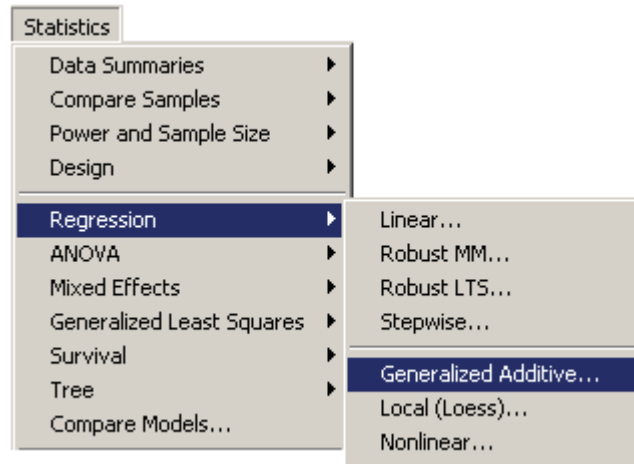 Statistics
Data Summaries
Compare Samples
Power and Sample Size
Design
Regression
ANOVA
Mixed Effects
Generalized Least Squares
Survival
Tree
Compare Models...
Linear...
Robust MM...
Robust LTS...
Stepwise...
Generalized Additive...
Local (Loess)...
Nonlinear...